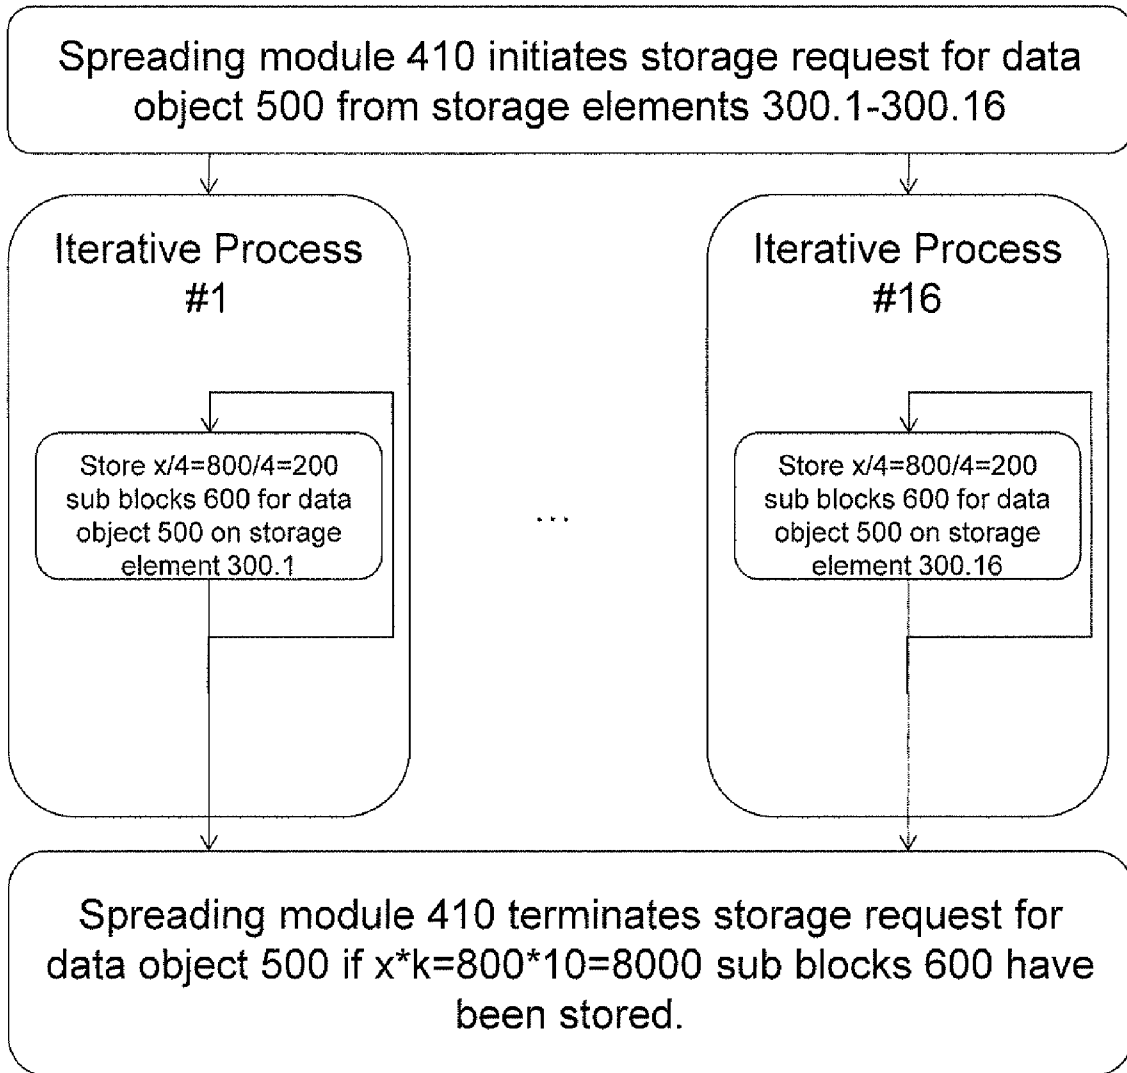 Spreading module 410 initiates storage request for data
object 500 from storage elements 300.1-300.16
Iterative Process
#1
Iterative Process
#16
Store x/4=800/4=200
sub blocks 600 for data
object 500 on storage
element 300.1
...
Store x/4=800/4=200
sub blocks 600 for data
object 500 on storage
element 300.16
Spreading module 410 terminates storage request for
data object 500 if x*k=800*10=8000 sub blocks 600 have
been stored.